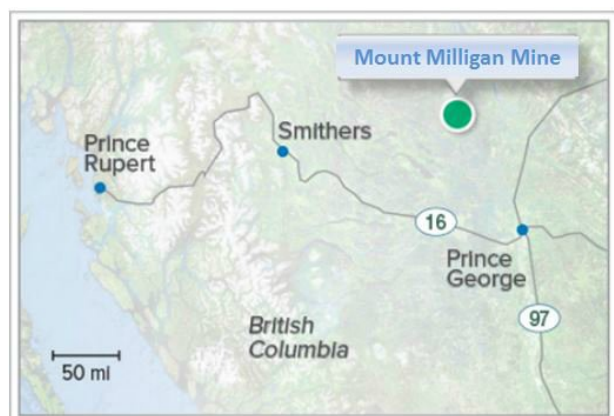 Mount Milligan Mine
Smithers
Prince
Rupert
16
Prince
George
97
British
Columbia
50 mi